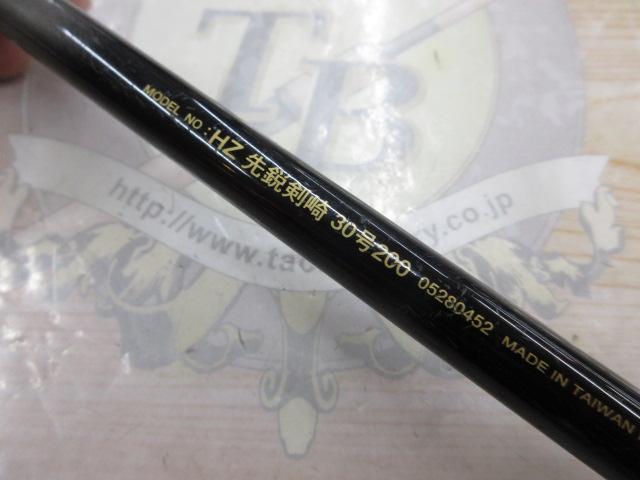 MODEL NO : HZ 先鋭剣崎 30号200 05280452 MADE IN TAIWAN
TB
http://www.tac ry.co.jp